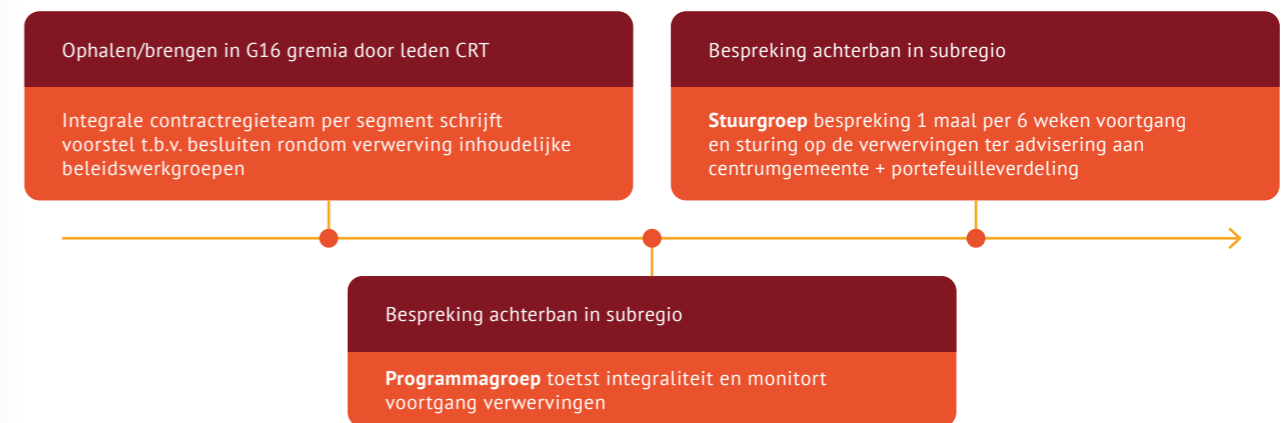 Ophalen/brengen in G16 gremia door leden CRT
Integrale contractregieteam per segment schrijft
voorstel t.b.v. besluiten rondom verwerving inhoudelijke
beleidswerkgroepen
Bespreking achterban in subregio
Programmagroep toetst integraliteit en monitort
voortgang verwervingen
Bespreking achterban in subregio
Stuurgroep bespreking 1 maal per 6 weken voortgang
en sturing op de verwervingen ter advisering aan
centrumgemeente + portefeuilleverdeling